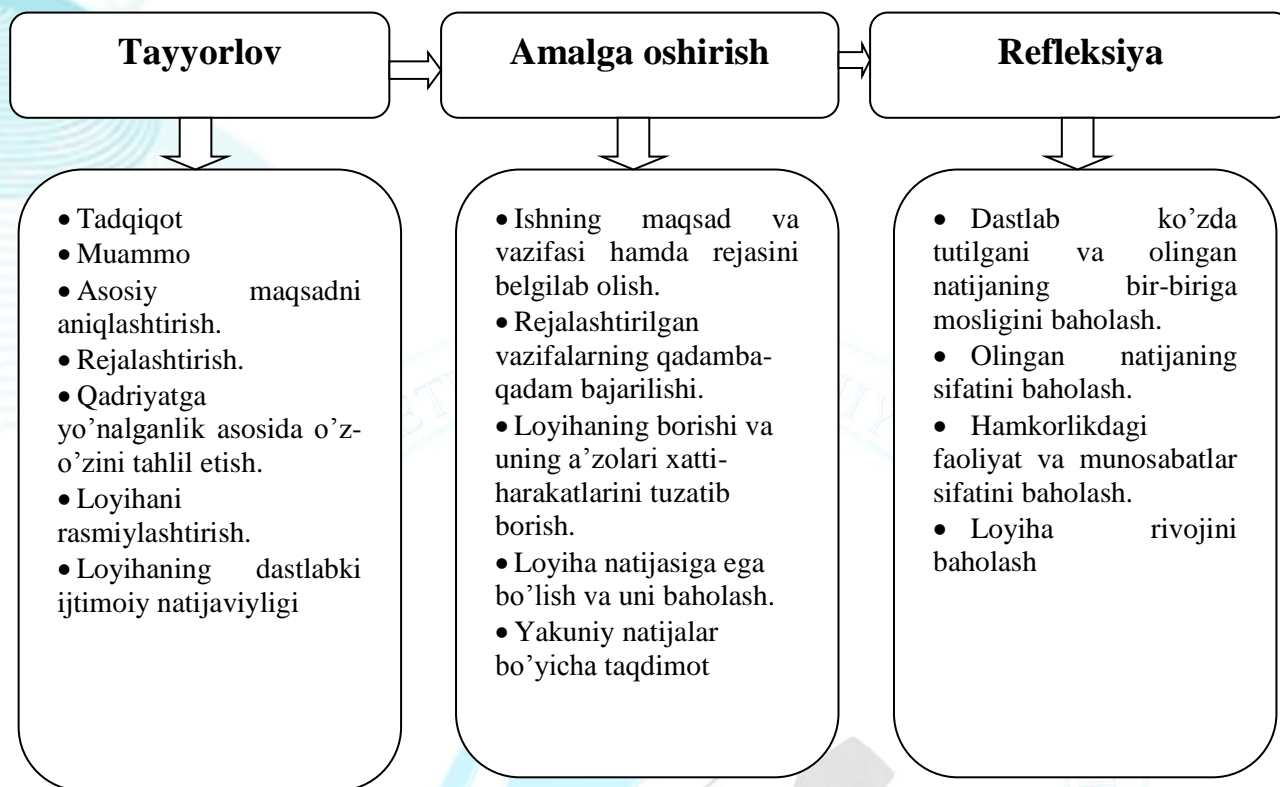 Tayyorlov
Amalga oshirish
Refleksiya
• Tadqiqot
• Muammo
• Asosiy maqsadni
aniqlashtirish.
• Rejalashtirish.
• Qadriyatga
yo’nalganlik asosida o’z-
o’zini tahlil etish.
• Loyihani
rasmiylashtirish.
• Loyihaning dastlabki
ijtimoiy natijaviyligi
• Ishning maqsad va
vazifasi hamda rejasini
belgilab olish.
• Rejalashtirilgan
vazifalarning qadamba-
qadam bajarilishi.
• Loyihaning borishi va
uning a’zolari xatti-
harakatlarini tuzatib
borish.
• Loyiha natijasiga ega
bo’lish va uni baholash.
• Yakuniy natijalar
bo’yicha taqdimot
• Dastlab ko’zda
tutilgani va olingan
natijaning bir-biriga
mosligini baholash.
• Olingan natijaning
sifatini baholash.
• Hamkorlikdagi
faoliyat va munosabatlar
sifatini baholash.
• Loyiha rivojini
baholash